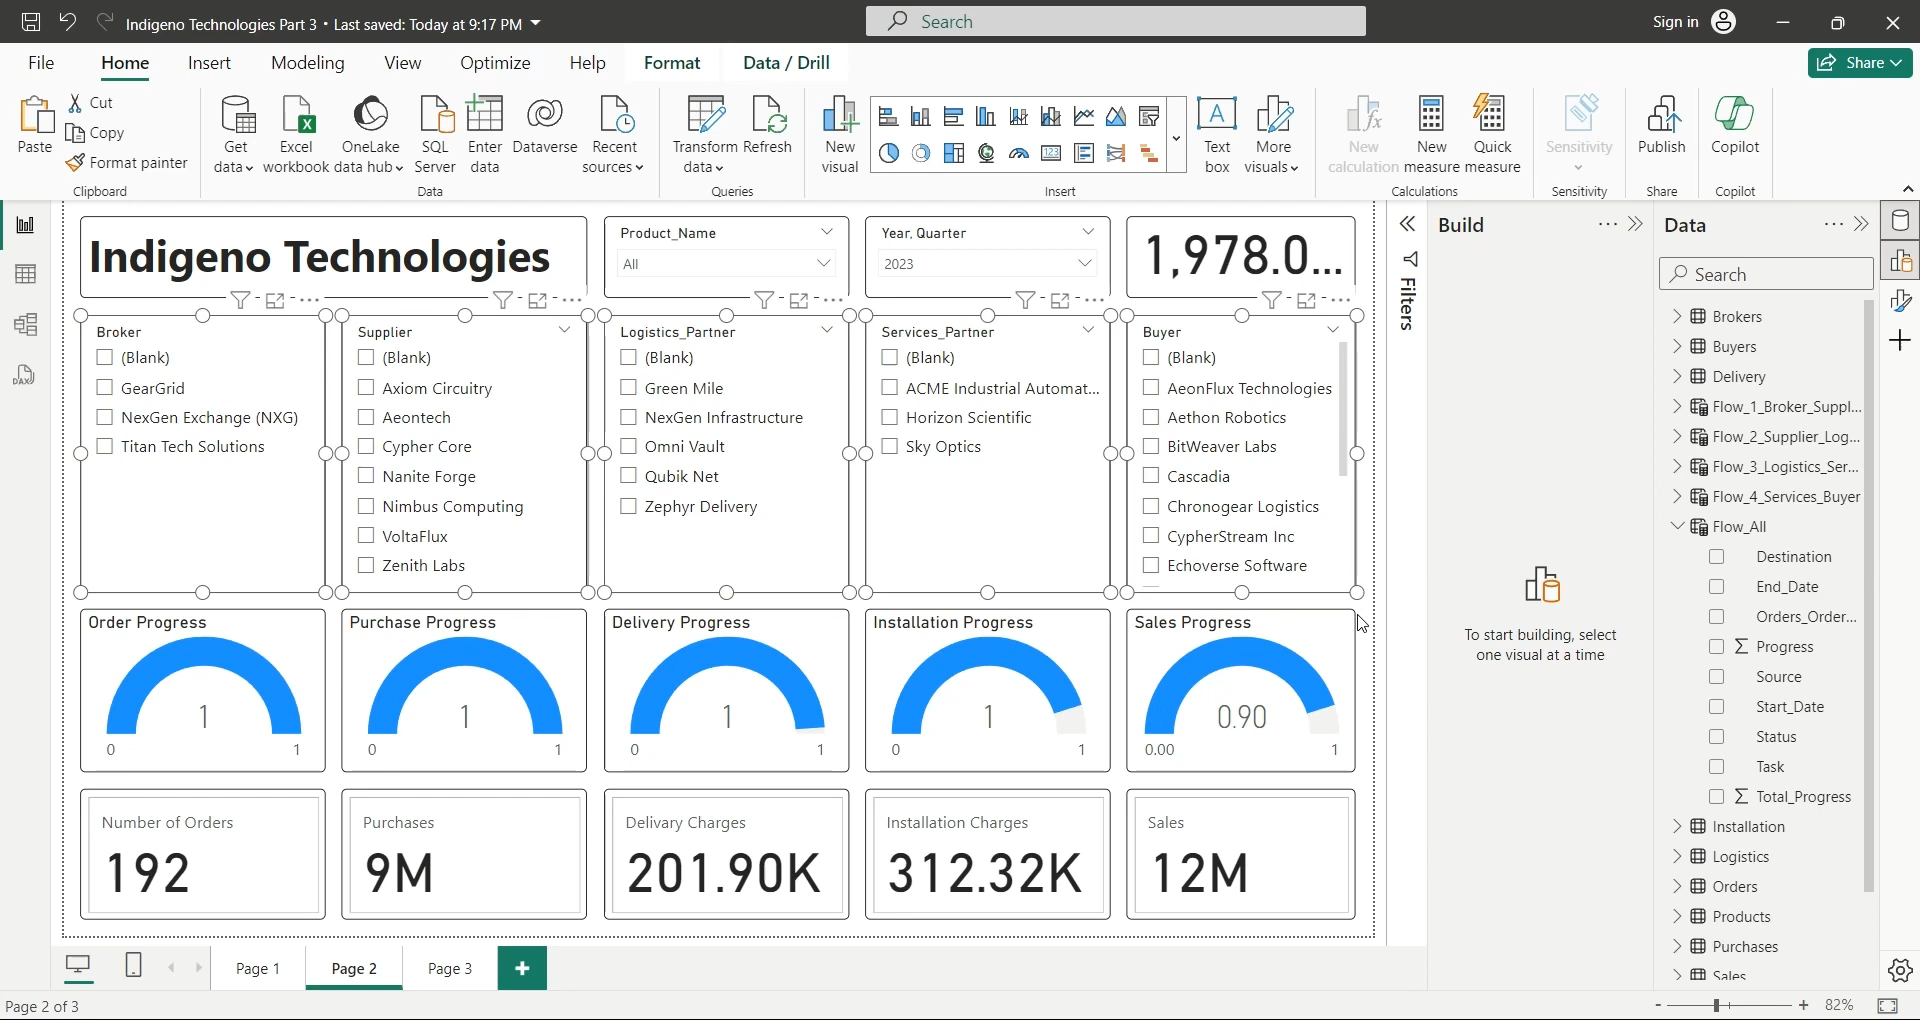 Indigeno Technologies Part 3 • Last saved: Today at 9:17 PM
Search
Sign in
File
Home
Insert
Modeling
View
Optimize
Help
Format
Data / Drill
Share
Paste
Cut
Copy
Format painter
Clipboard
Get data
Excel workbook
OneLake data hub
SQL Server
Enter data
Dataverse
Recent sources
Data
Transform data
Refresh
Queries
New visual
Text box
More visuals
Insert
New calculation
New measure
Quick measure
Calculations
Sensitivity
Sensitivity
Publish
Share
Copilot
Copilot
Indigeno Technologies
Product_Name
All
Year, Quarter
2023
1,978.0...
Broker
(Blank)
GearGrid
NexGen Exchange (NXG)
Titan Tech Solutions
Supplier
(Blank)
Axiom Circuitry
Aeontech
Cypher Core
Nanite Forge
Nimbus Computing
VoltaFlux
Zenith Labs
Logistics_Partner
(Blank)
Green Mile
NexGen Infrastructure
Omni Vault
Qubik Net
Zephyr Delivery
Services_Partner
(Blank)
ACME Industrial Automat...
Horizon Scientific
Sky Optics
Buyer
(Blank)
AeonFlux Technologies
Aethon Robotics
BitWeaver Labs
Cascadia
Chronogear Logistics
CypherStream Inc
Echoverse Software
Order Progress
1
0
1
Purchase Progress
1
0
1
Delivery Progress
1
0
1
Installation Progress
1
0
1
Sales Progress
0.90
0.00
1
Number of Orders
192
Purchases
9M
Delivary Charges
201.90K
Installation Charges
312.32K
Sales
12M
Filters
Build
To start building, select
one visual at a time
Data
Search
Brokers
Buyers
Delivery
Flow_1_Broker_Suppl...
Flow_2_Supplier_Log...
Flow_3_Logistics_Ser...
Flow_4_Services_Buyer
Flow_All
Destination
End_Date
Orders_Order...
Progress
Source
Start_Date
Status
Task
Total_Progress
Installation
Logistics
Orders
Products
Purchases
Sales
Page 1
Page 2
Page 3
Page 2 of 3
82%